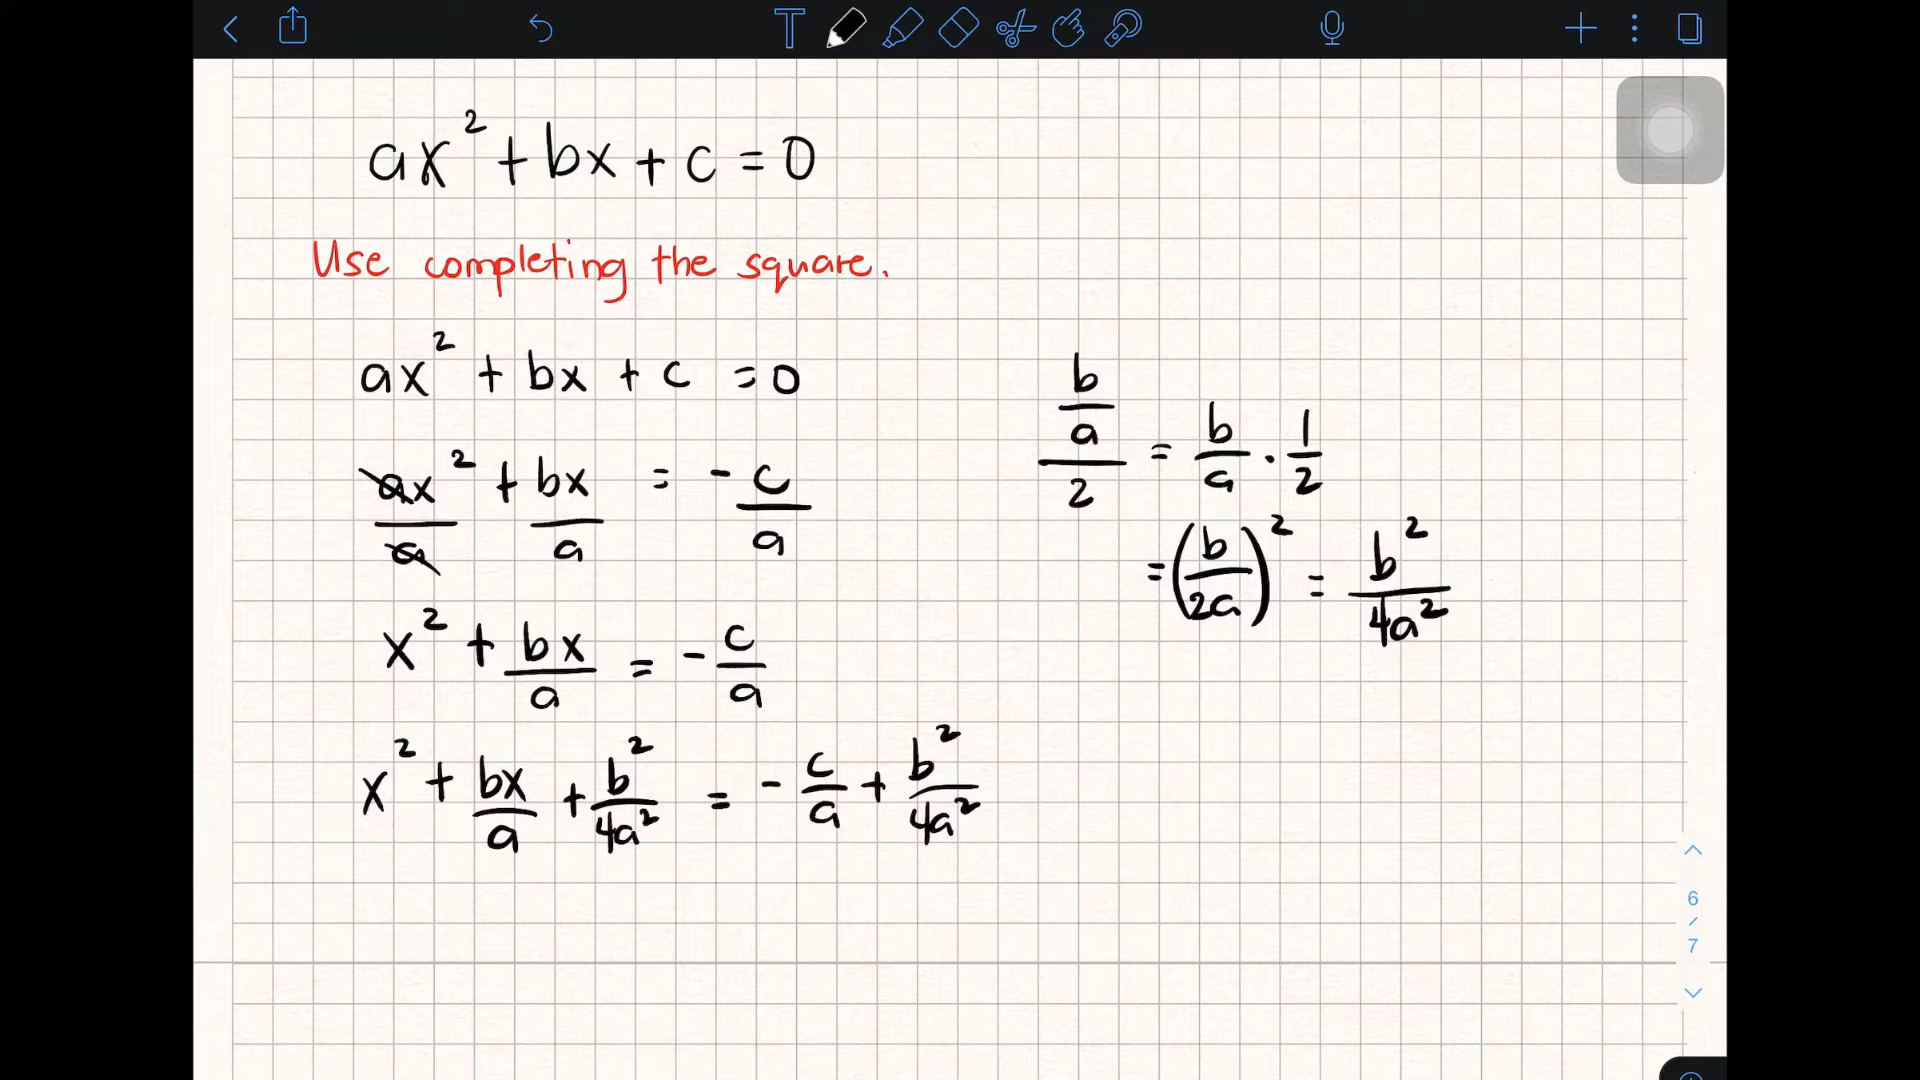 ax² + bx + c = 0
Use completing the square.
ax² + bx + c = 0
ax²/a + bx/a = -c/a
x² + bx/a = -c/a
x² + bx/a + b²/4a² = -c/a + b²/4a²
b/a/2 = b/a · 1/2
= (b/2a)² = b²/4a²
6
/
7